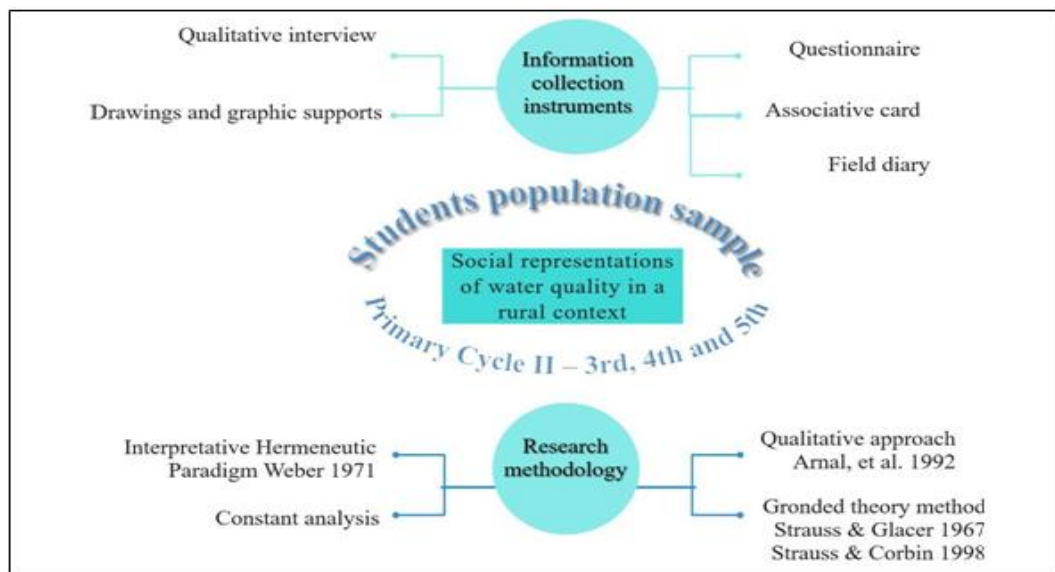 Qualitative interview
Drawings and graphic supports
Information
collection
instruments
Questionnaire
Associative card
Field diary
Students population sample
Social representations
of water quality in a
rural context
Primary Cycle II – 3rd, 4th and 5th
Interpretative Hermeneutic
Paradigm Weber 1971
Constant analysis
Research
methodology
Qualitative approach
Arnal, et al. 1992
Gronded theory method
Strauss & Glacer 1967
Strauss & Corbin 1998